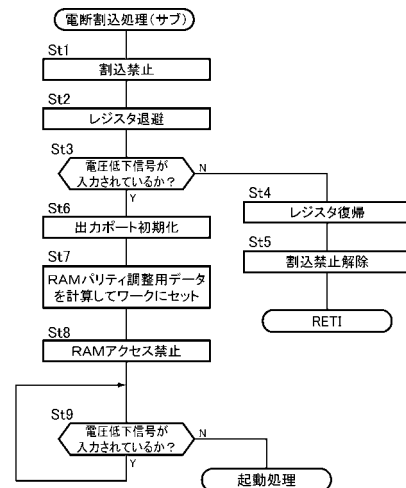 電断割込処理(サブ)
St1
割込禁止
St2
レジスタ退避
St3
電圧低下信号が
入力されているか?
N
Y
St4
レジスタ復帰
St5
割込禁止解除
RETI
St6
出力ポート初期化
St7
RAMパリティ調整用データ
を計算してワークにセット
St8
RAMアクセス禁止
St9
電圧低下信号が
入力されているか?
N
Y
起動処理